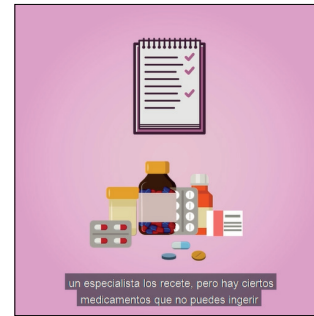 un especialista los recete, pero hay ciertos
medicamentos que no puedes ingerir